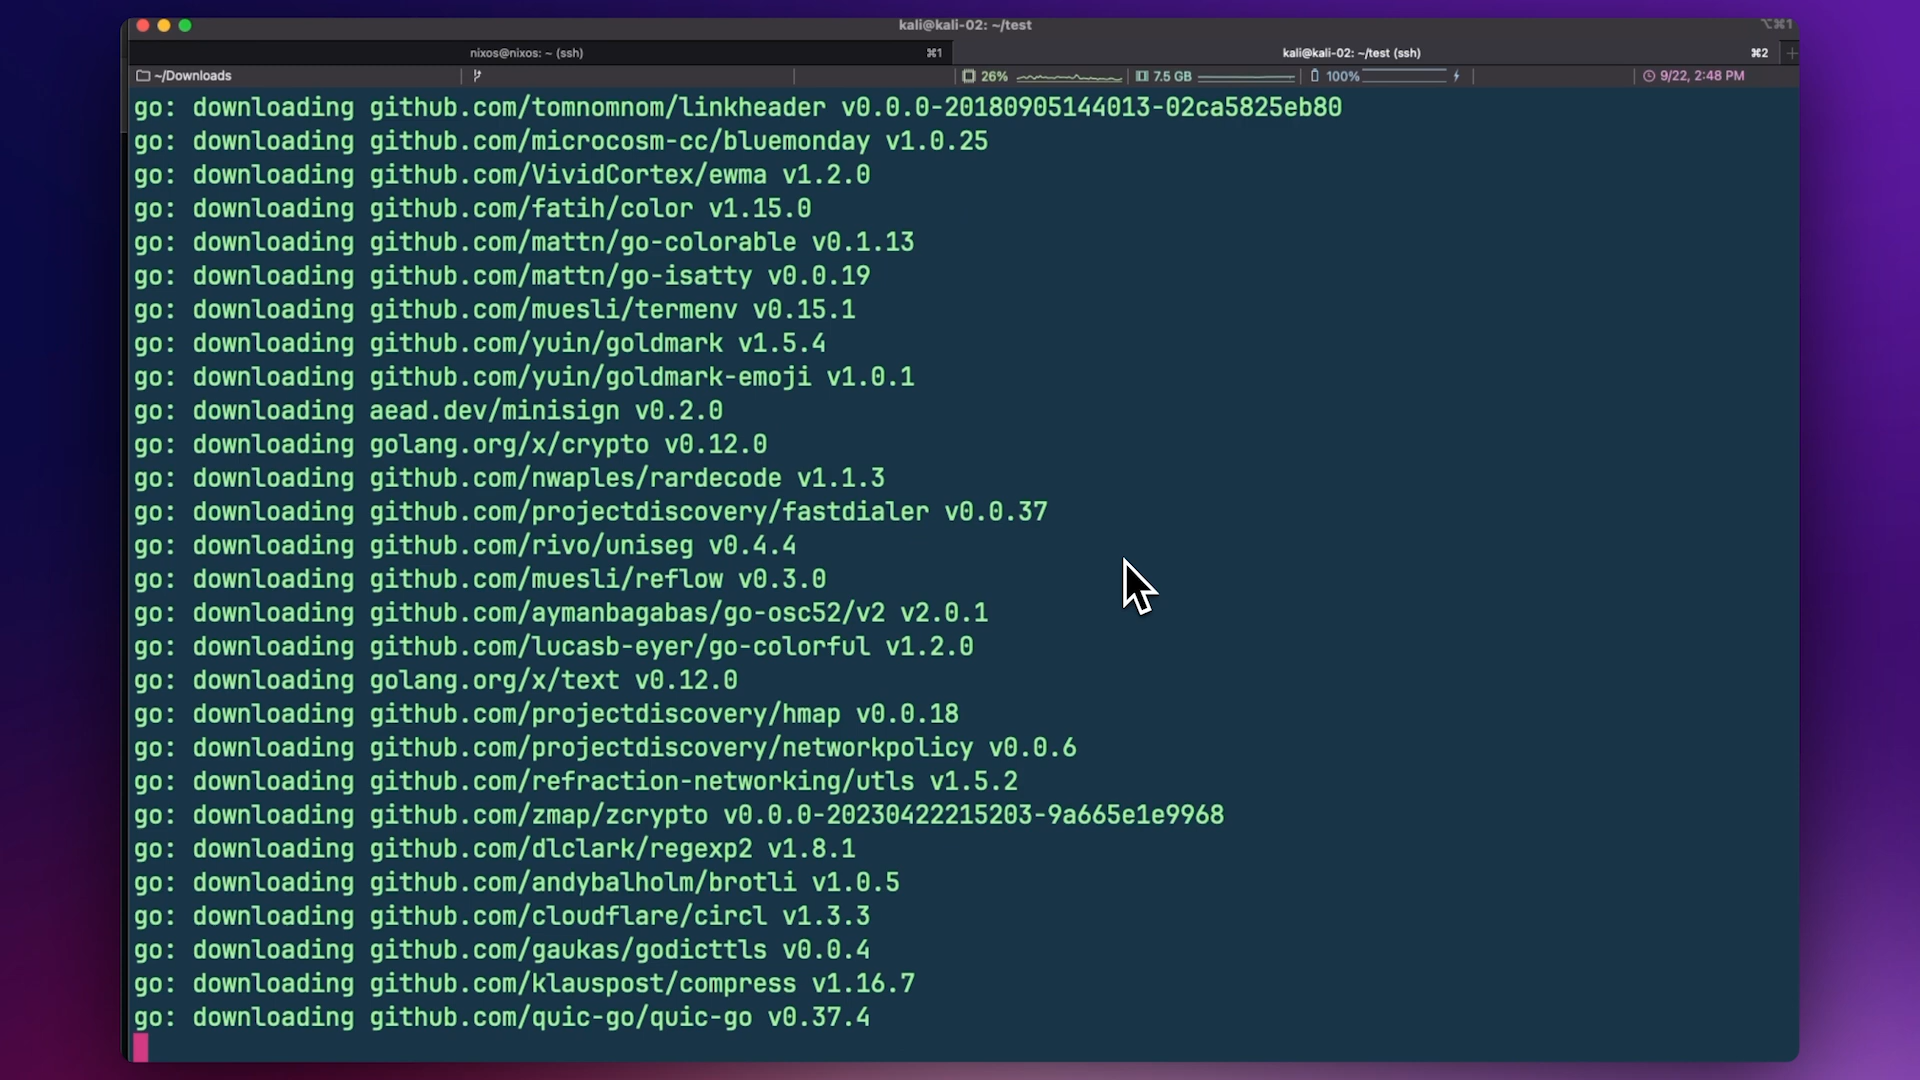 kali@kali-02: ~/test
⌥⌘1
nixos@nixos: ~ (ssh)
⌘1
kali@kali-02: ~/test (ssh)
⌘2
~/Downloads
26%
7.5 GB
100%
9/22, 2:48 PM
go: downloading github.com/tomnomnom/linkheader v0.0.0-20180905144013-02ca5825eb80
go: downloading github.com/microcosm-cc/bluemonday v1.0.25
go: downloading github.com/VividCortex/ewma v1.2.0
go: downloading github.com/fatih/color v1.15.0
go: downloading github.com/mattn/go-colorable v0.1.13
go: downloading github.com/mattn/go-isatty v0.0.19
go: downloading github.com/muesli/termenv v0.15.1
go: downloading github.com/yuin/goldmark v1.5.4
go: downloading github.com/yuin/goldmark-emoji v1.0.1
go: downloading aead.dev/minisign v0.2.0
go: downloading golang.org/x/crypto v0.12.0
go: downloading github.com/nwaples/rardecode v1.1.3
go: downloading github.com/projectdiscovery/fastdialer v0.0.37
go: downloading github.com/rivo/uniseg v0.4.4
go: downloading github.com/muesli/reflow v0.3.0
go: downloading github.com/aymanbagabas/go-osc52/v2 v2.0.1
go: downloading github.com/lucasb-eyer/go-colorful v1.2.0
go: downloading golang.org/x/text v0.12.0
go: downloading github.com/projectdiscovery/hmap v0.0.18
go: downloading github.com/projectdiscovery/networkpolicy v0.0.6
go: downloading github.com/refraction-networking/utls v1.5.2
go: downloading github.com/zmap/zcrypto v0.0.0-20230422215203-9a665e1e9968
go: downloading github.com/dlclark/regexp2 v1.8.1
go: downloading github.com/andybalholm/brotli v1.0.5
go: downloading github.com/cloudflare/circl v1.3.3
go: downloading github.com/gaukas/godicttls v0.0.4
go: downloading github.com/klauspost/compress v1.16.7
go: downloading github.com/quic-go/quic-go v0.37.4